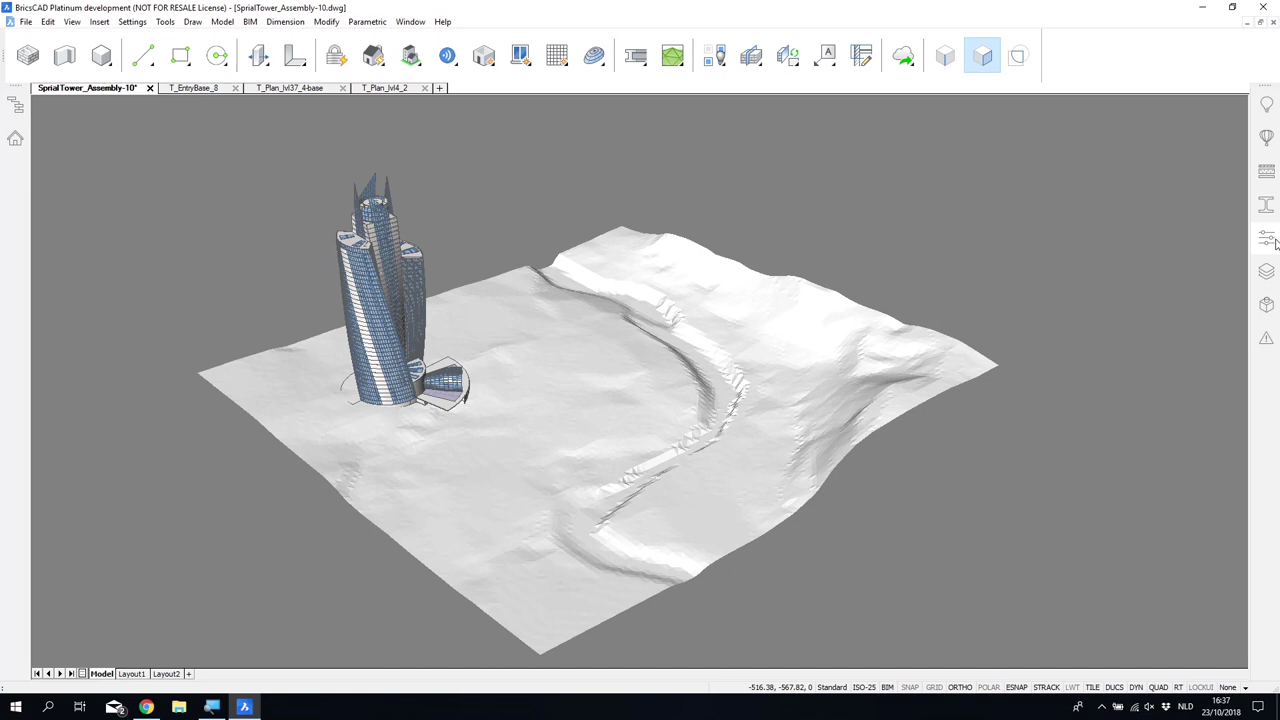 BricsCAD Platinum development (NOT FOR RESALE License) - [SprialTower_Assembly-10.dwg]
File Edit View Insert Settings Tools Draw Model BIM Dimension Modify Parametric Window Help
SprialTower_Assembly-10* T_EntryBase_8 T_Plan_lvl37_4-base T_Plan_lvl4_2
Model Layout1 Layout2
: -516.38, -567.82, 0 Standard ISO-25 BIM SNAP GRID ORTHO POLAR ESNAP STRACK LWT TILE DUCS DYN QUAD RT LOCKUI None
2 NLD 16:37
23/10/2018